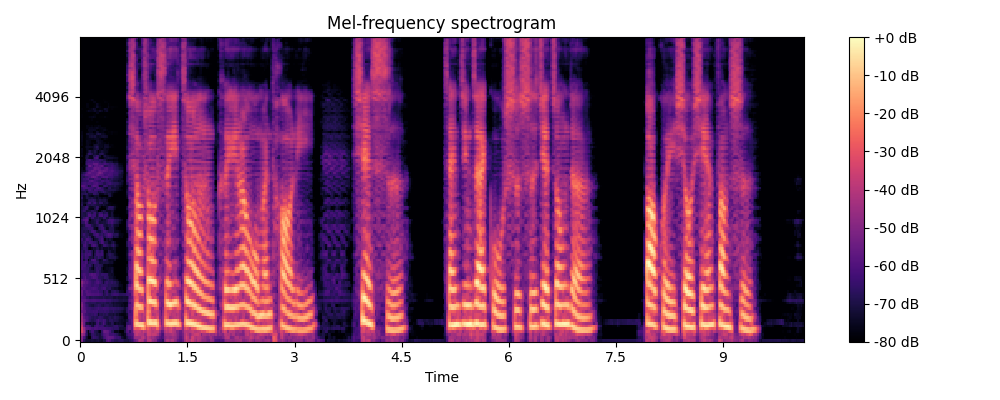 Mel-frequency spectrogram
+0 dB
-10 dB
-20 dB
-30 dB
-40 dB
-50 dB
-60 dB
-70 dB
-80 dB
Hz
4096
2048
1024
512
0
0 1.5 3 4.5 6 7.5 9
Time